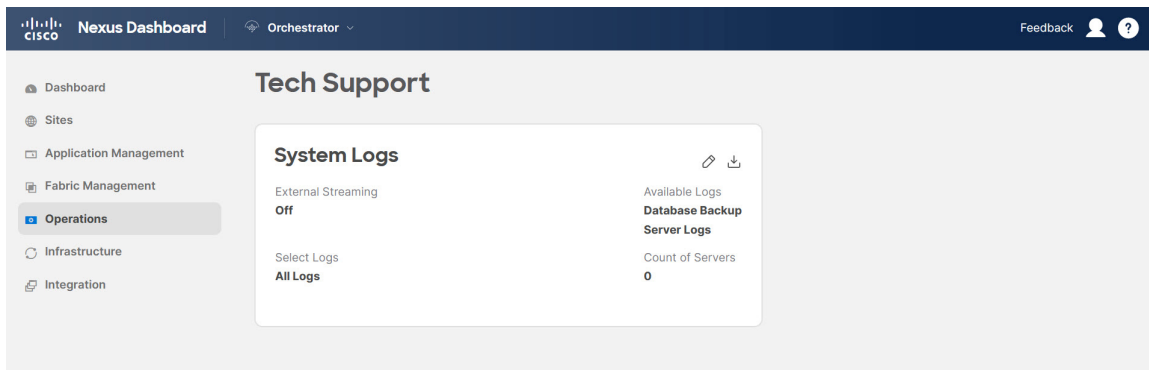 CISCO Nexus Dashboard Orchestrator Feedback ?
Dashboard
Sites
Application Management
Fabric Management
Operations
Infrastructure
Integration
Tech Support
System Logs
External Streaming
Off
Available Logs
Database Backup
Server Logs
Select Logs
All Logs
Count of Servers
0